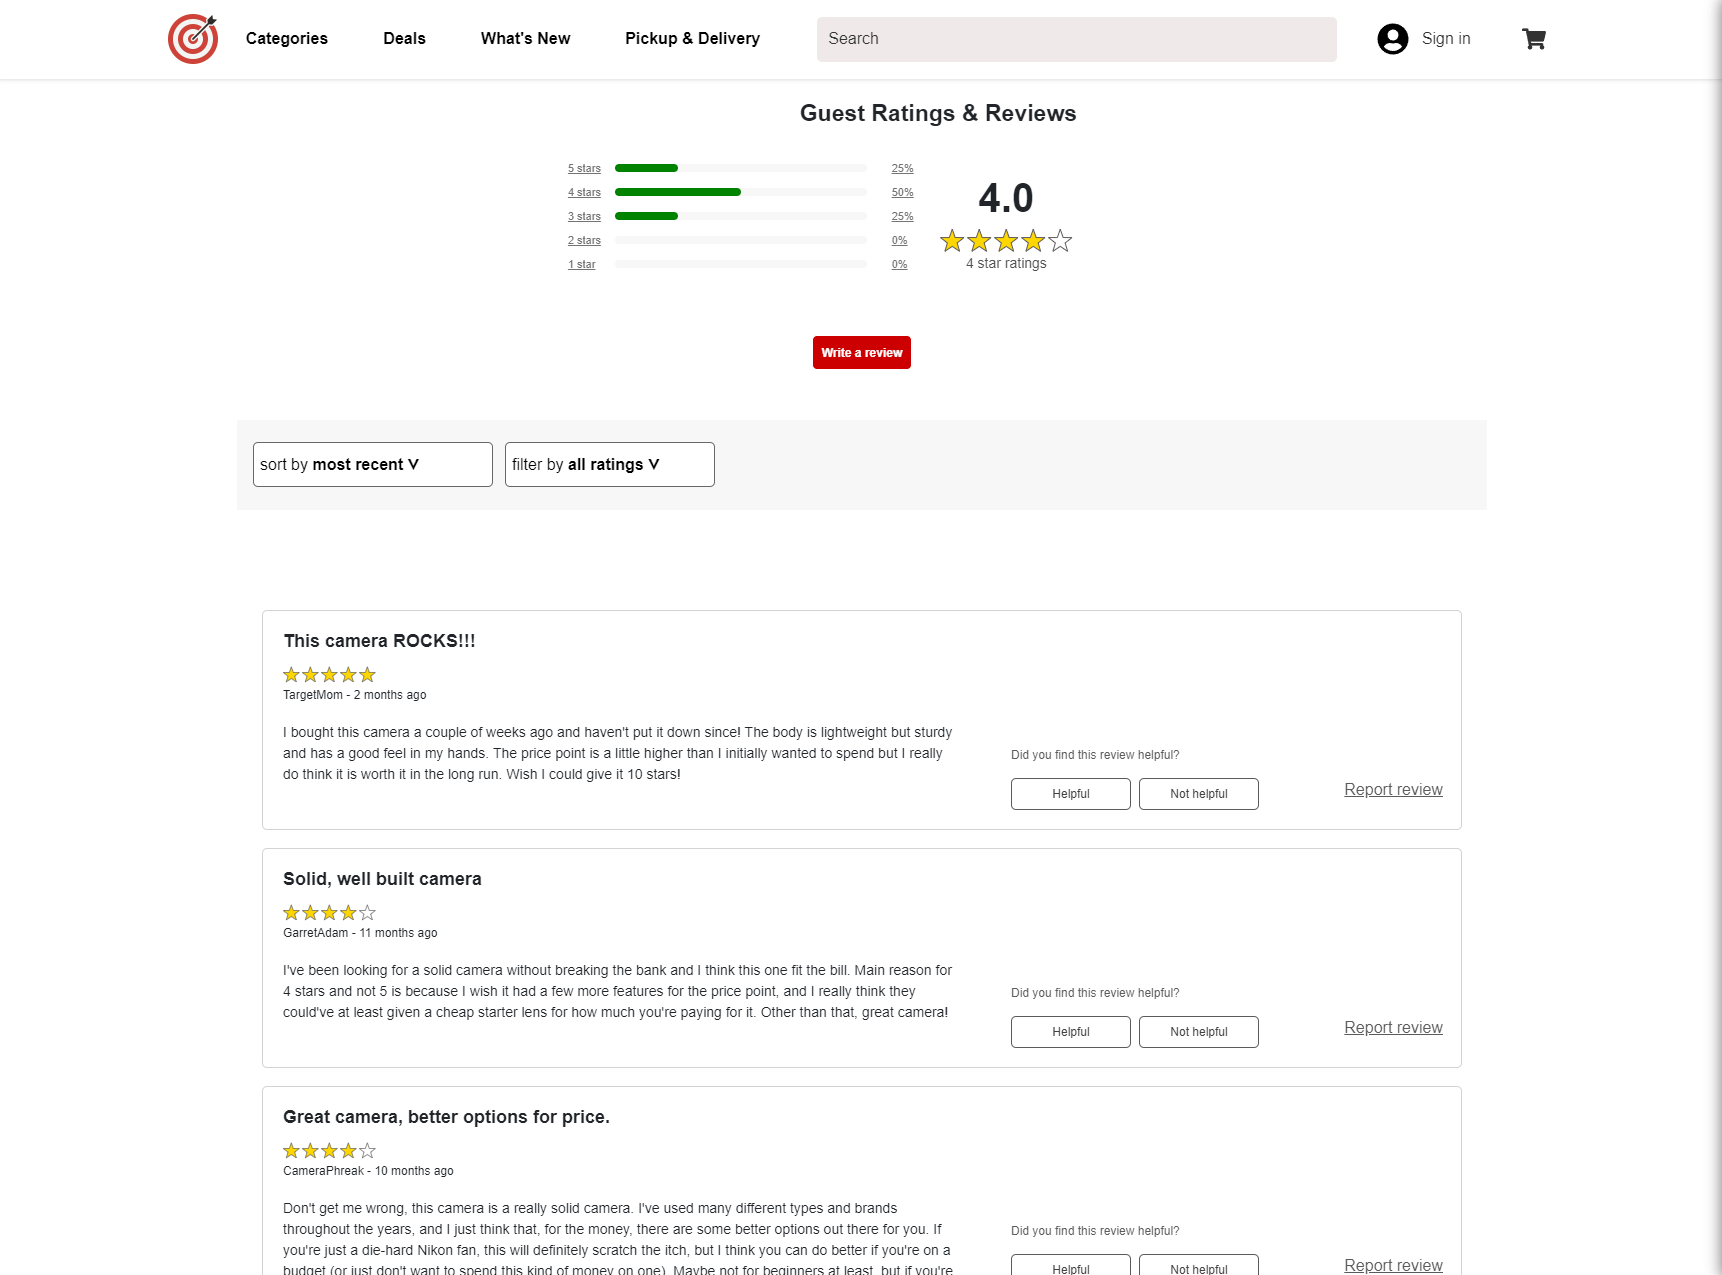 Categories
Deals
What's New
Pickup & Delivery
Search
Sign in
Guest Ratings & Reviews
5 stars 25%
4 stars 50%
3 stars 25%
2 stars 0%
1 star 0%
4.0
4 star ratings
Write a review
sort by most recent V
filter by all ratings V
This camera ROCKS!!!
TargetMom - 2 months ago
I bought this camera a couple of weeks ago and haven't put it down since! The body is lightweight but sturdy
and has a good feel in my hands. The price point is a little higher than I initially wanted to spend but I really
do think it is worth it in the long run. Wish I could give it 10 stars!
Did you find this review helpful?
Helpful
Not helpful
Report review
Solid, well built camera
GarretAdam - 11 months ago
I've been looking for a solid camera without breaking the bank and I think this one fit the bill. Main reason for
4 stars and not 5 is because I wish it had a few more features for the price point, and I really think they
could've at least given a cheap starter lens for how much you're paying for it. Other than that, great camera!
Did you find this review helpful?
Helpful
Not helpful
Report review
Great camera, better options for price.
CameraPhreak - 10 months ago
Don't get me wrong, this camera is a really solid camera. I've used many different types and brands
throughout the years, and I just think that, for the money, there are some better options out there for you. If
you're just a die-hard Nikon fan, this will definitely scratch the itch, but I think you can do better if you're on a
budget (or just don't want to spend this kind of money on one). Maybe not for beginners at least, but if you're
Did you find this review helpful?
Helpful
Not helpful
Report review